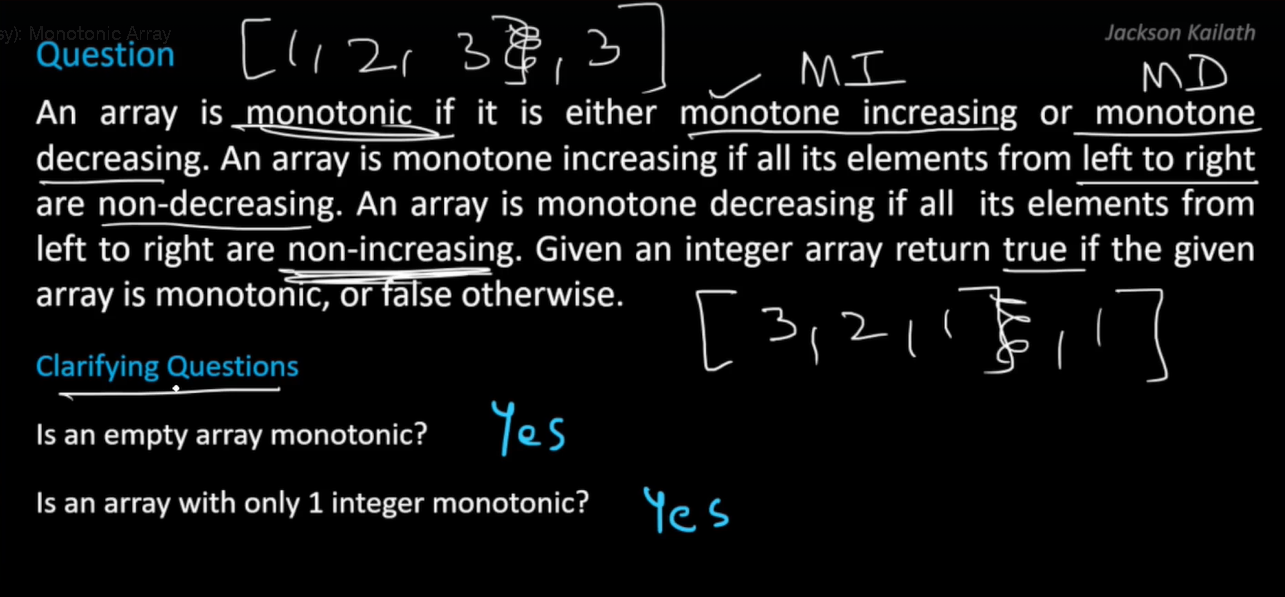 sy): Monotonic Array
Jackson Kailath
Question [1, 2, 3], 3]
MI MD
An array is monotonic if it is either monotone increasing or monotone
decreasing. An array is monotone increasing if all its elements from left to right
are non-decreasing. An array is monotone decreasing if all its elements from
left to right are non-increasing. Given an integer array return true if the given
array is monotonic, or false otherwise.
[3, 2, 1], 1]
Clarifying Questions
Is an empty array monotonic? Yes
Is an array with only 1 integer monotonic? Yes